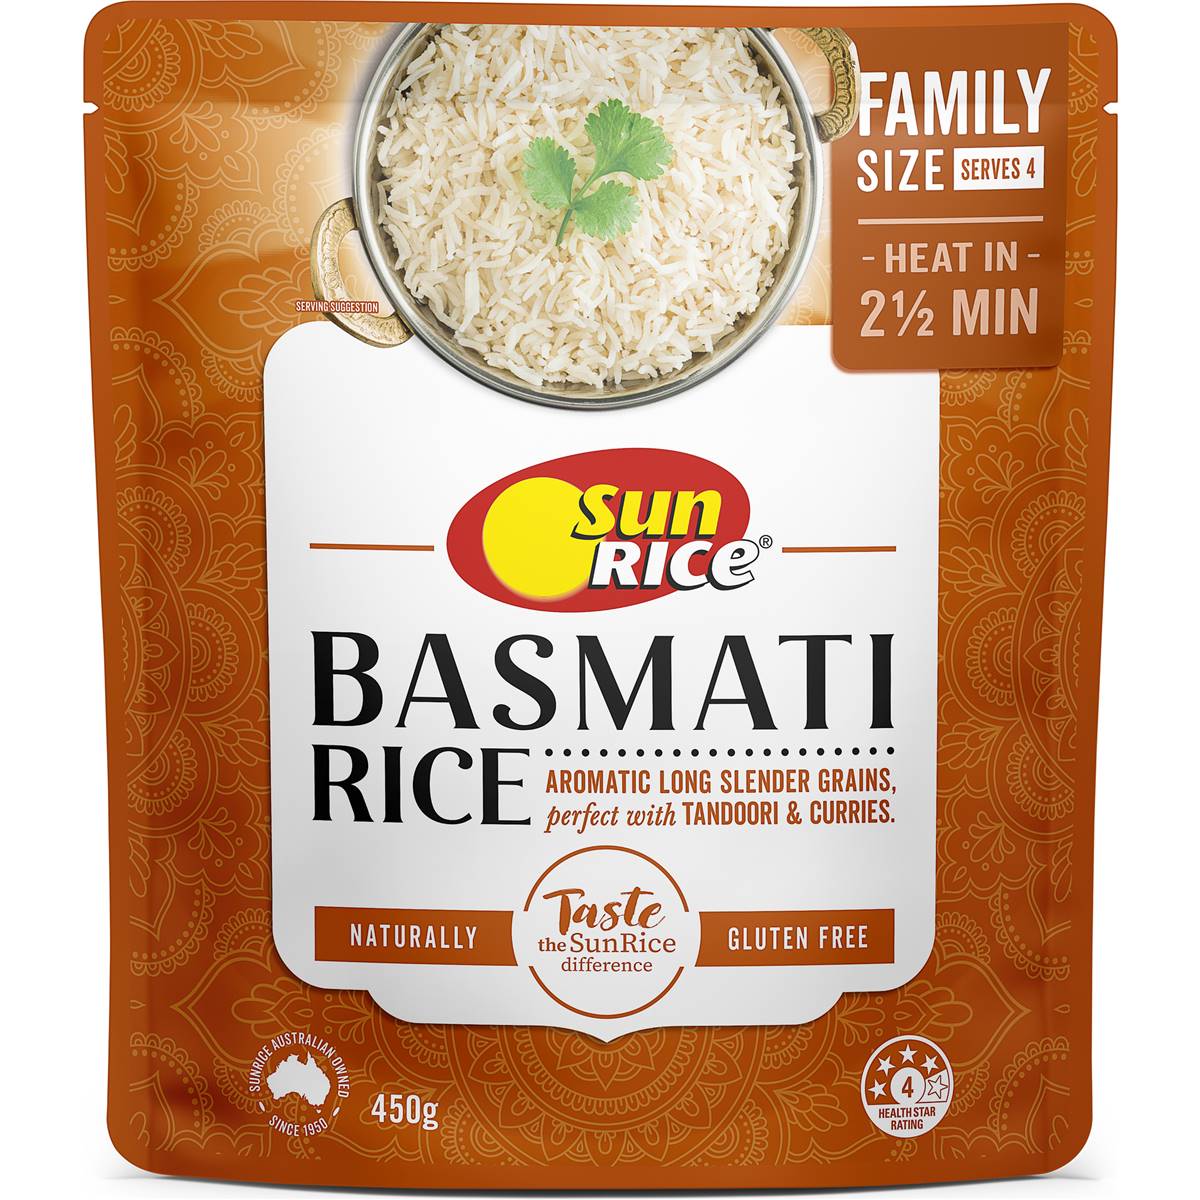 FAMILY
SIZE SERVES 4
- HEAT IN -
2½ MIN
SERVING SUGGESTION
Sun
RICe®
BASMATI
RICE
AROMATIC LONG SLENDER GRAINS,
perfect with TANDOORI & CURRIES.
NATURALLY
Taste
the SunRice
difference
GLUTEN FREE
SUNRICE AUSTRALIAN OWNED
SINCE 1950
450g
4
HEALTH STAR
RATING